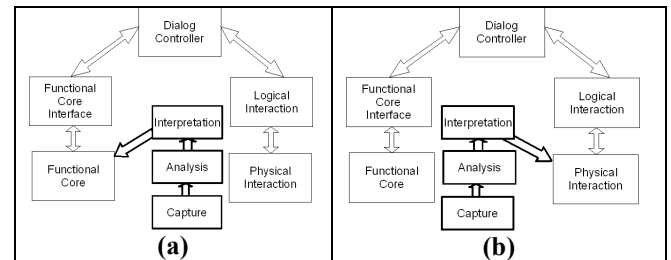 Dialog
Controller
Functional
Core
Interface
Logical
Interaction
Interpretation
Functional
Core
Analysis
Physical
Interaction
Capture
(a)
Dialog
Controller
Functional
Core
Interface
Logical
Interaction
Interpretation
Functional
Core
Analysis
Physical
Interaction
Capture
(b)